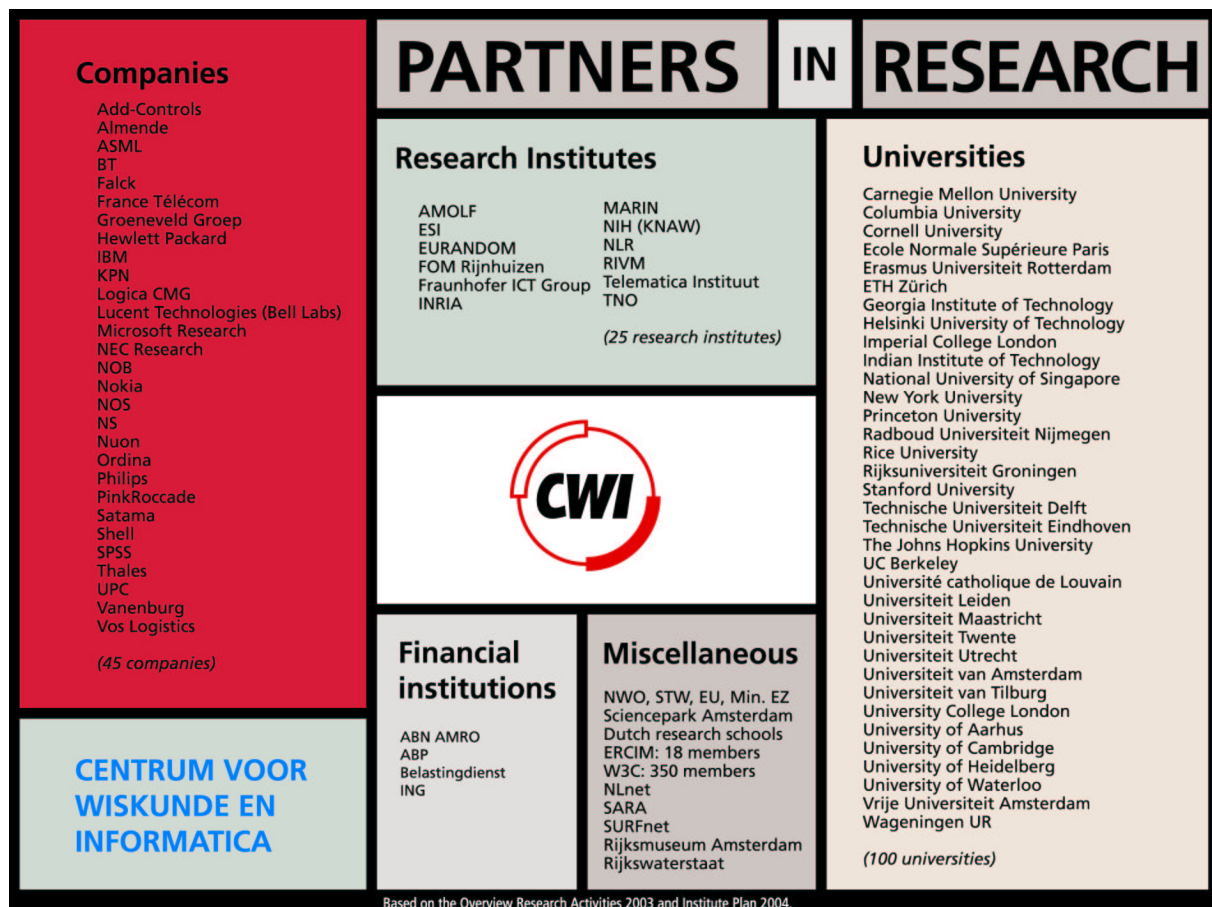 PARTNERS IN RESEARCH
Companies
Add-Controls
Almende
ASML
BT
Falck
France Télécom
Groeneveld Groep
Hewlett Packard
IBM
KPN
Logica CMG
Lucent Technologies (Bell Labs)
Microsoft Research
NEC Research
NOB
Nokia
NOS
NS
Nuon
Ordina
Philips
PinkRoccade
Satama
Shell
SPSS
Thales
UPC
Vanenburg
Vos Logistics
(45 companies)
CENTRUM VOOR
WISKUNDE EN
INFORMATICA
Research Institutes
AMOLF
ESI
EURANDOM
FOM Rijnhuizen
Fraunhofer ICT Group
INRIA
MARIN
NIH (KNAW)
NLR
RIVM
Telematica Instituut
TNO
(25 research institutes)
CWI
Financial
institutions
ABN AMRO
ABP
Belastingdienst
ING
Miscellaneous
NWO, STW, EU, Min. EZ
Sciencepark Amsterdam
Dutch research schools
ERCIM: 18 members
W3C: 350 members
NLnet
SARA
SURFnet
Rijksmuseum Amsterdam
Rijkswaterstaat
Universities
Carnegie Mellon University
Columbia University
Cornell University
Ecole Normale Supérieure Paris
Erasmus Universiteit Rotterdam
ETH Zürich
Georgia Institute of Technology
Helsinki University of Technology
Imperial College London
Indian Institute of Technology
National University of Singapore
New York University
Princeton University
Radboud Universiteit Nijmegen
Rice University
Rijksuniversiteit Groningen
Stanford University
Technische Universiteit Delft
Technische Universiteit Eindhoven
The Johns Hopkins University
UC Berkeley
Université catholique de Louvain
Universiteit Leiden
Universiteit Maastricht
Universiteit Twente
Universiteit Utrecht
Universiteit van Amsterdam
Universiteit van Tilburg
University College London
University of Aarhus
University of Cambridge
University of Heidelberg
University of Waterloo
Vrije Universiteit Amsterdam
Wageningen UR
(100 universities)
Based on the Overview Research Activities 2003 and Institute Plan 2004.